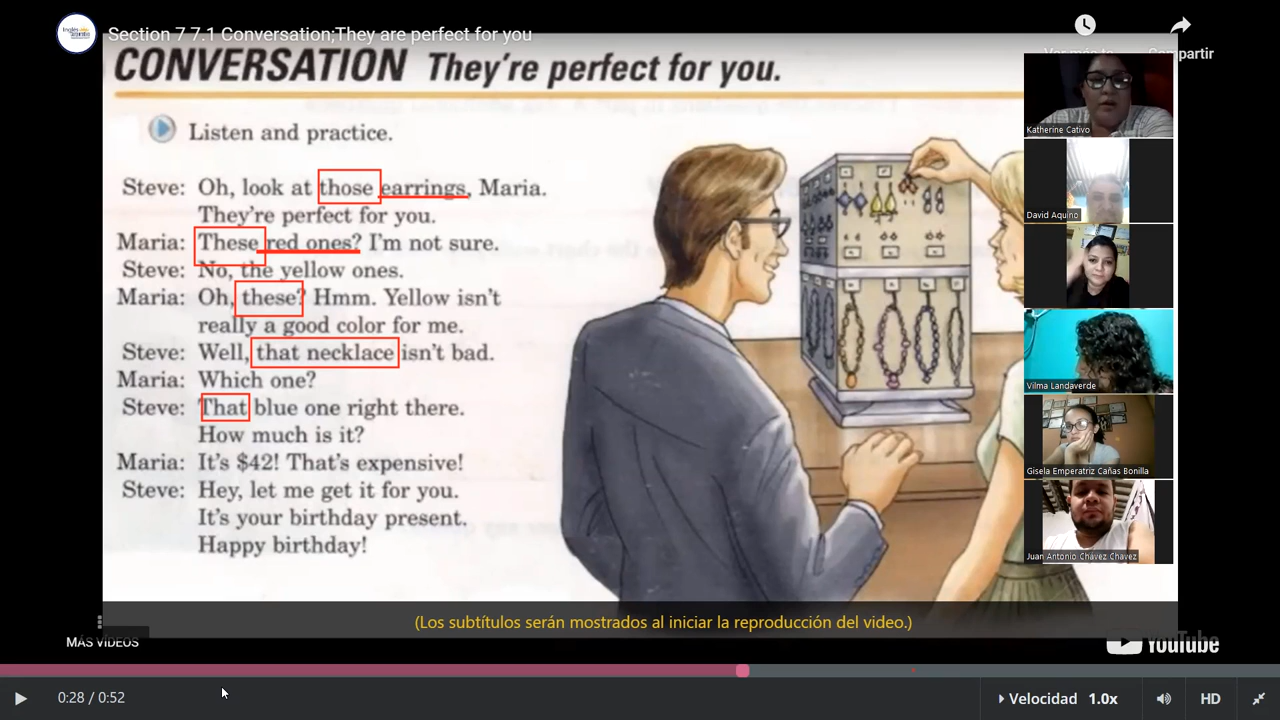 Section 7 7.1 Conversation;They are perfect for you
Compartir
CONVERSATION They're perfect for you.
Listen and practice.
Steve: Oh, look at those earrings, Maria.
They're perfect for you.
Maria: These red ones? I'm not sure.
Steve: No, the yellow ones.
Maria: Oh, these? Hmm. Yellow isn't
really a good color for me.
Steve: Well, that necklace isn't bad.
Maria: Which one?
Steve: That blue one right there.
How much is it?
Maria: It's $42! That's expensive!
Steve: Hey, let me get it for you.
It's your birthday present.
Happy birthday!
Katherine Cativo
David Aquino
Vilma Landaverde
Gisela Emperatriz Cañas Bonilla
Juan Antonio Chávez Chavez
(Los subtítulos serán mostrados al iniciar la reproducción del video.)
MÁS VÍDEOS
YouTube
0:28 / 0:52
Velocidad 1.0x
HD